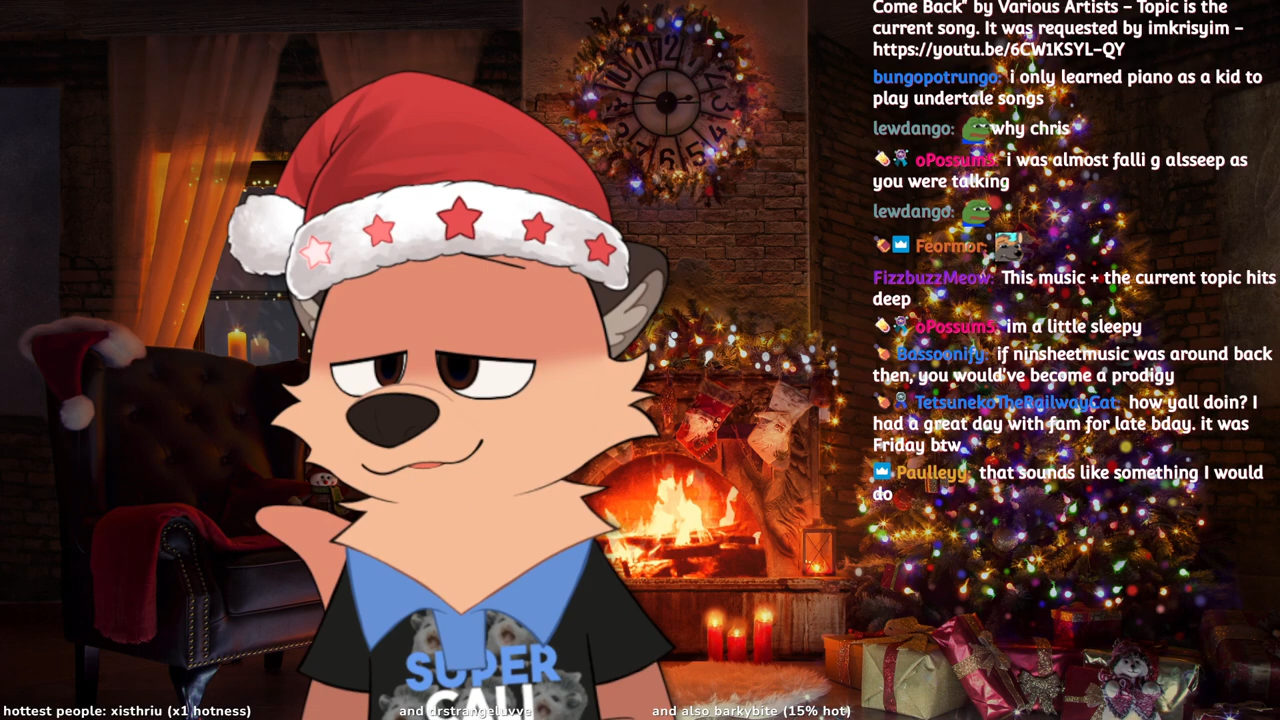 Come Back" by Various Artists – Topic is the
current song. It was requested by imkrisyim –
https://youtu.be/6CW1KSYL-QY
bungopotrungo: i only learned piano as a kid to
play undertale songs
lewdango: why chris
oPossum5: i was almost falli g alsseep as
you were talking
lewdango:
Feormor:
FizzbuzzMeow: This music + the current topic hits
deep
oPossum5: im a little sleepy
Bassoonify: if ninsheetmusic was around back
then, you would've become a prodigy
TetsunekoTheRailwayCat: how yall doin? I
had a great day with fam for late bday. it was
Friday btw
Paulleyy: that sounds like something I would
do
SUPER
hottest people: xisthriu (x1 hotness)
and drstrangeluvve
and also barkybite (15% hot)